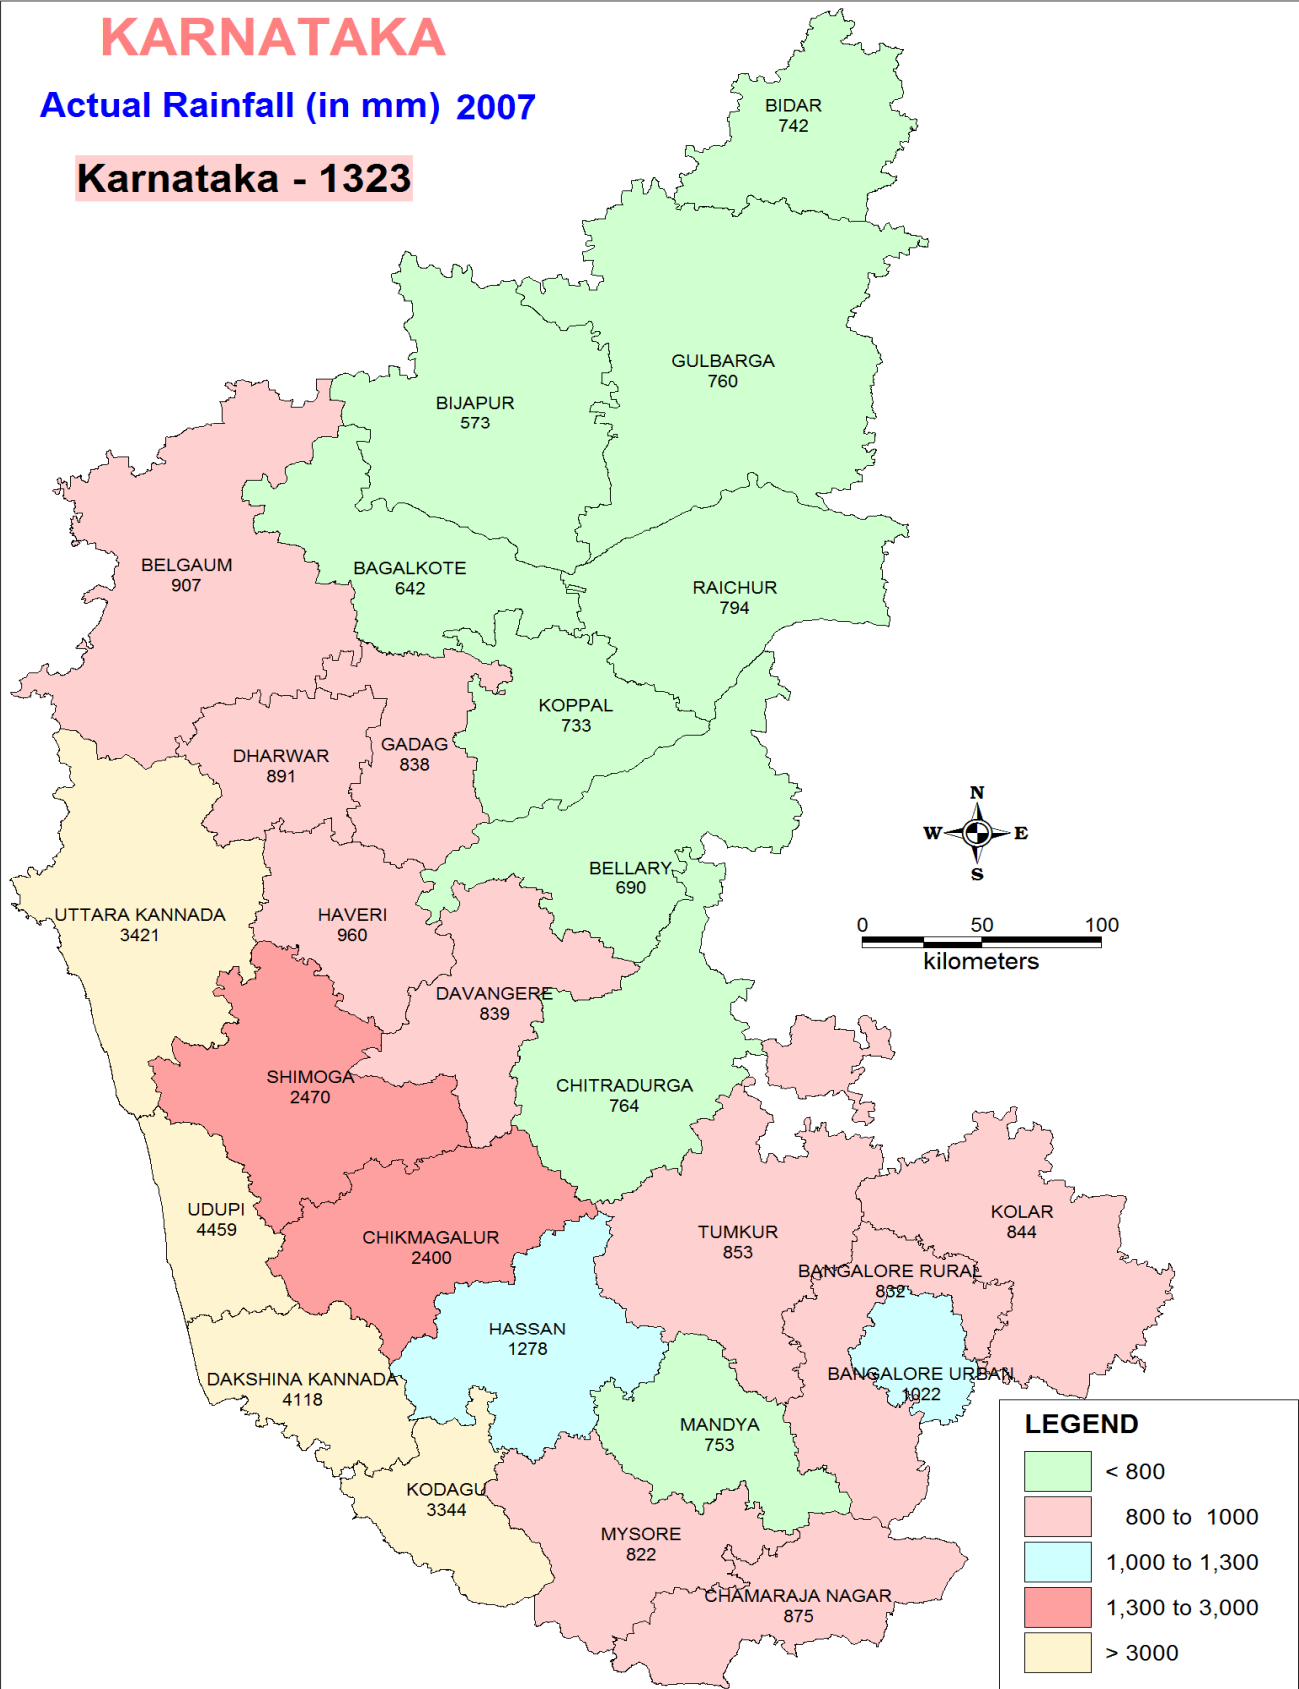 KARNATAKA
Actual Rainfall (in mm) 2007
Karnataka - 1323
BIDAR
742
GULBARGA
760
BIJAPUR
573
BELGAUM
907
BAGALKOTE
642
RAICHUR
794
KOPPAL
733
DHARWAR
891
GADAG
838
N
W E
S
BELLARY
690
UTTARA KANNADA
3421
HAVERI
960
0 50 100
kilometers
DAVANGERE
839
SHIMOGA
2470
CHITRADURGA
764
UDUPI
4459
CHIKMAGALUR
2400
TUMKUR
853
KOLAR
844
BANGALORE RURAL
832
HASSAN
1278
DAKSHINA KANNADA
4118
BANGALORE URBAN
1022
MANDYA
753
KODAGU
3344
MYSORE
822
CHAMARAJA NAGAR
875
LEGEND
< 800
800 to 1000
1,000 to 1,300
1,300 to 3,000
> 3000